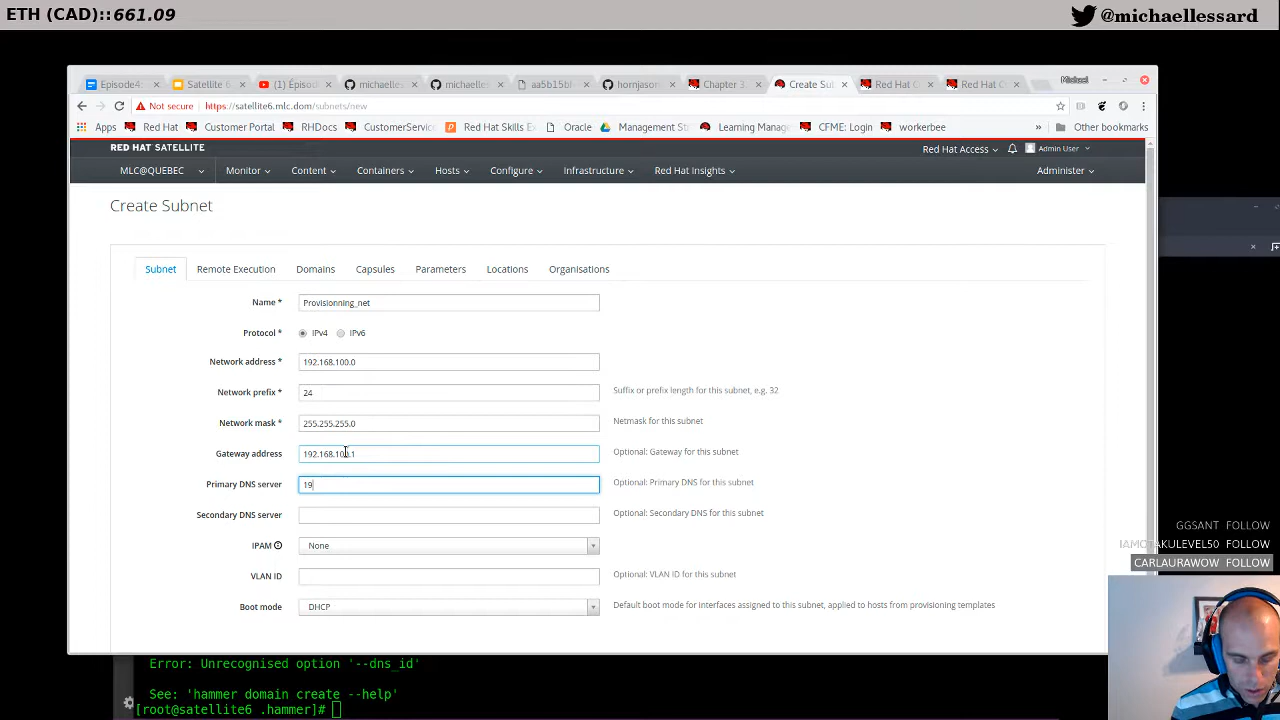 ETH (CAD)::661.09
@michaellessard
Episode4: Satellite 6 (1) Épisod michaelles michaelles aa5b15bl hornjason Chapter 3 Create Sub Red Hat C Red Hat C Michael
Not secure https://satellite6.mlc.dom/subnets/new
Apps Red Hat Customer Portal RHDocs CustomerService Red Hat Skills E Oracle Management St Learning Manag CFME: Login workerbee » Other bookmarks
RED HAT SATELLITE Red Hat Access Admin User
MLC@QUEBEC Monitor Content Containers Hosts Configure Infrastructure Red Hat Insights Administer
Create Subnet
Subnet Remote Execution Domains Capsules Parameters Locations Organisations
Name * Provisionning_net
Protocol * IPv4 IPv6
Network address * 192.168.100.0
Network prefix * 24 Suffix or prefix length for this subnet, e.g. 32
Network mask * 255.255.255.0 Netmask for this subnet
Gateway address 192.168.100.1 Optional: Gateway for this subnet
Primary DNS server 19 Optional: Primary DNS for this subnet
Secondary DNS server Optional: Secondary DNS for this subnet
IPAM None
VLAN ID Optional: VLAN ID for this subnet
Boot mode DHCP Default boot mode for interfaces assigned to this subnet, applied to hosts from provisioning templates
GGSANT FOLLOW
IAMOTAKULEVEL50 FOLLOW
CARLAURAWOW FOLLOW
Error: Unrecognised option '--dns_id'
See: 'hammer domain create --help'
[root@satellite6 .hammer]#